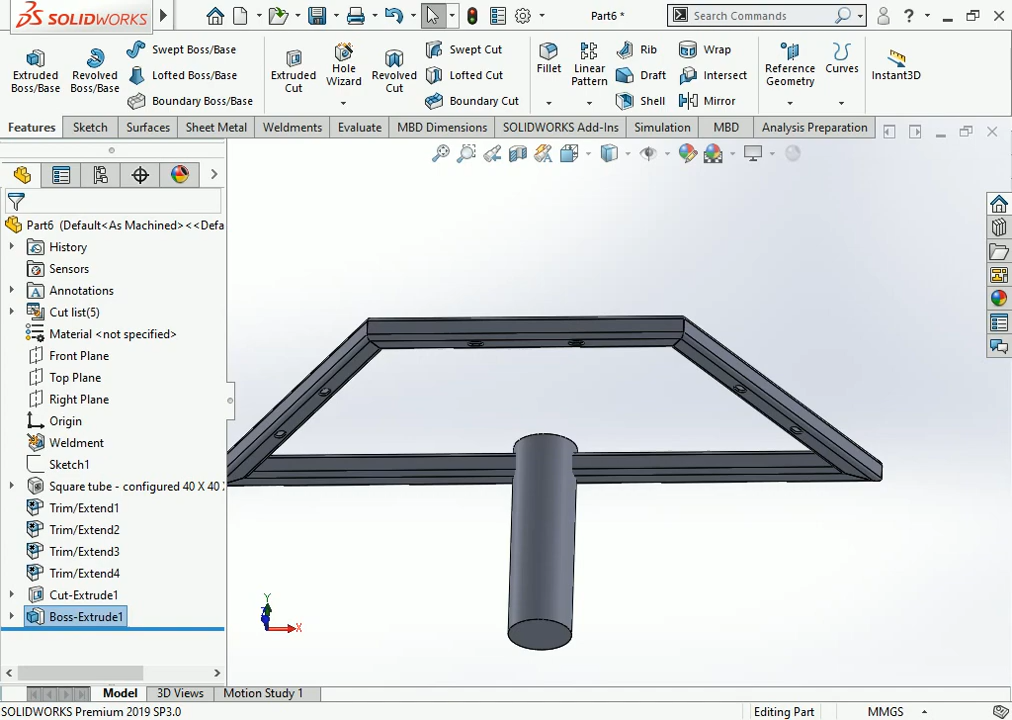 SOLIDWORKS
Part6 *
Search Commands
?
Extruded Boss/Base
Revolved Boss/Base
Swept Boss/Base
Lofted Boss/Base
Boundary Boss/Base
Extruded Cut
Hole Wizard
Revolved Cut
Swept Cut
Lofted Cut
Boundary Cut
Fillet
Linear Pattern
Rib
Draft
Shell
Wrap
Intersect
Mirror
Reference Geometry
Curves
Instant3D
Features
Sketch
Surfaces
Sheet Metal
Weldments
Evaluate
MBD Dimensions
SOLIDWORKS Add-Ins
Simulation
MBD
Analysis Preparation
Part6 (Default<As Machined><<Defa
History
Sensors
Annotations
Cut list(5)
Material <not specified>
Front Plane
Top Plane
Right Plane
Origin
Weldment
Sketch1
Square tube - configured 40 X 40
Trim/Extend1
Trim/Extend2
Trim/Extend3
Trim/Extend4
Cut-Extrude1
Boss-Extrude1
Y
Z
X
Model
3D Views
Motion Study 1
SOLIDWORKS Premium 2019 SP3.0
Editing Part
MMGS